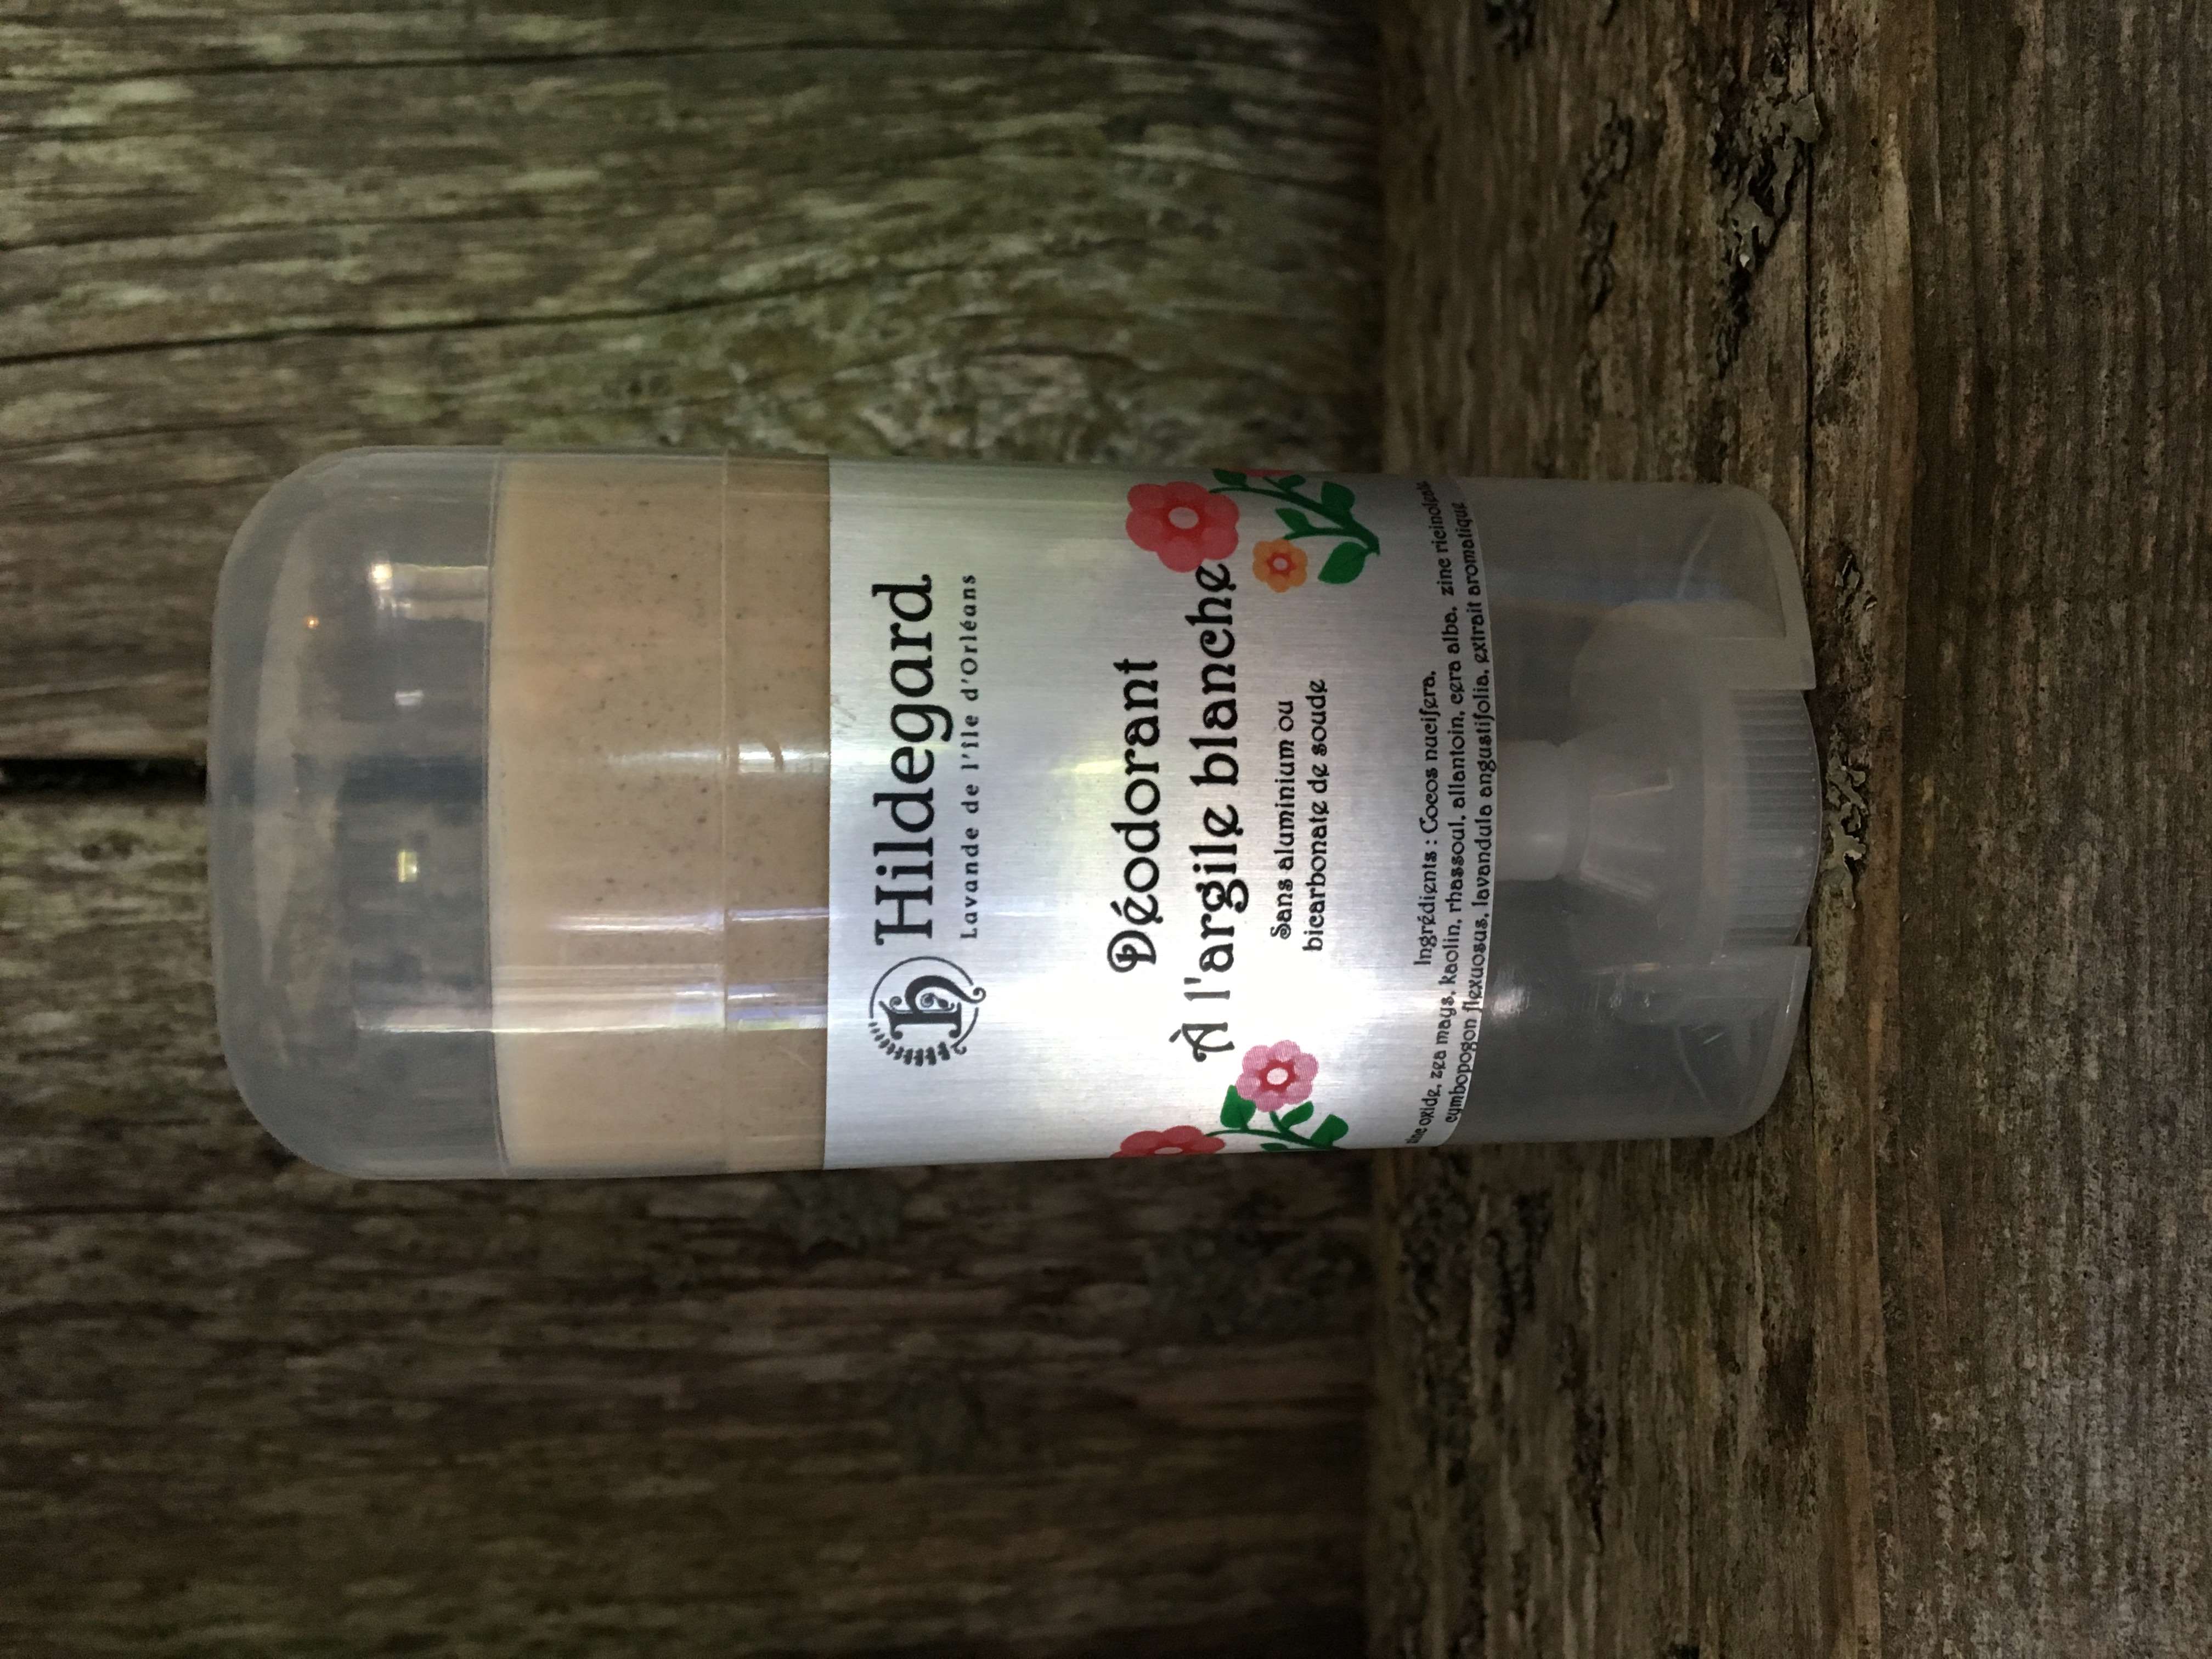 Hildegard
Lavande de l'île d'Orléans
Déodorant
À l'argile blanche
Sans aluminium ou
bicarbonate de soude
Ingrédients : Cocos nucifera,
zinc oxide, zea mays, kaolin, rhassoul, allantoin, cera alba, zinc ricinoleate,
cymbopogon flexuosus, lavandula angustifolia, extrait aromatique